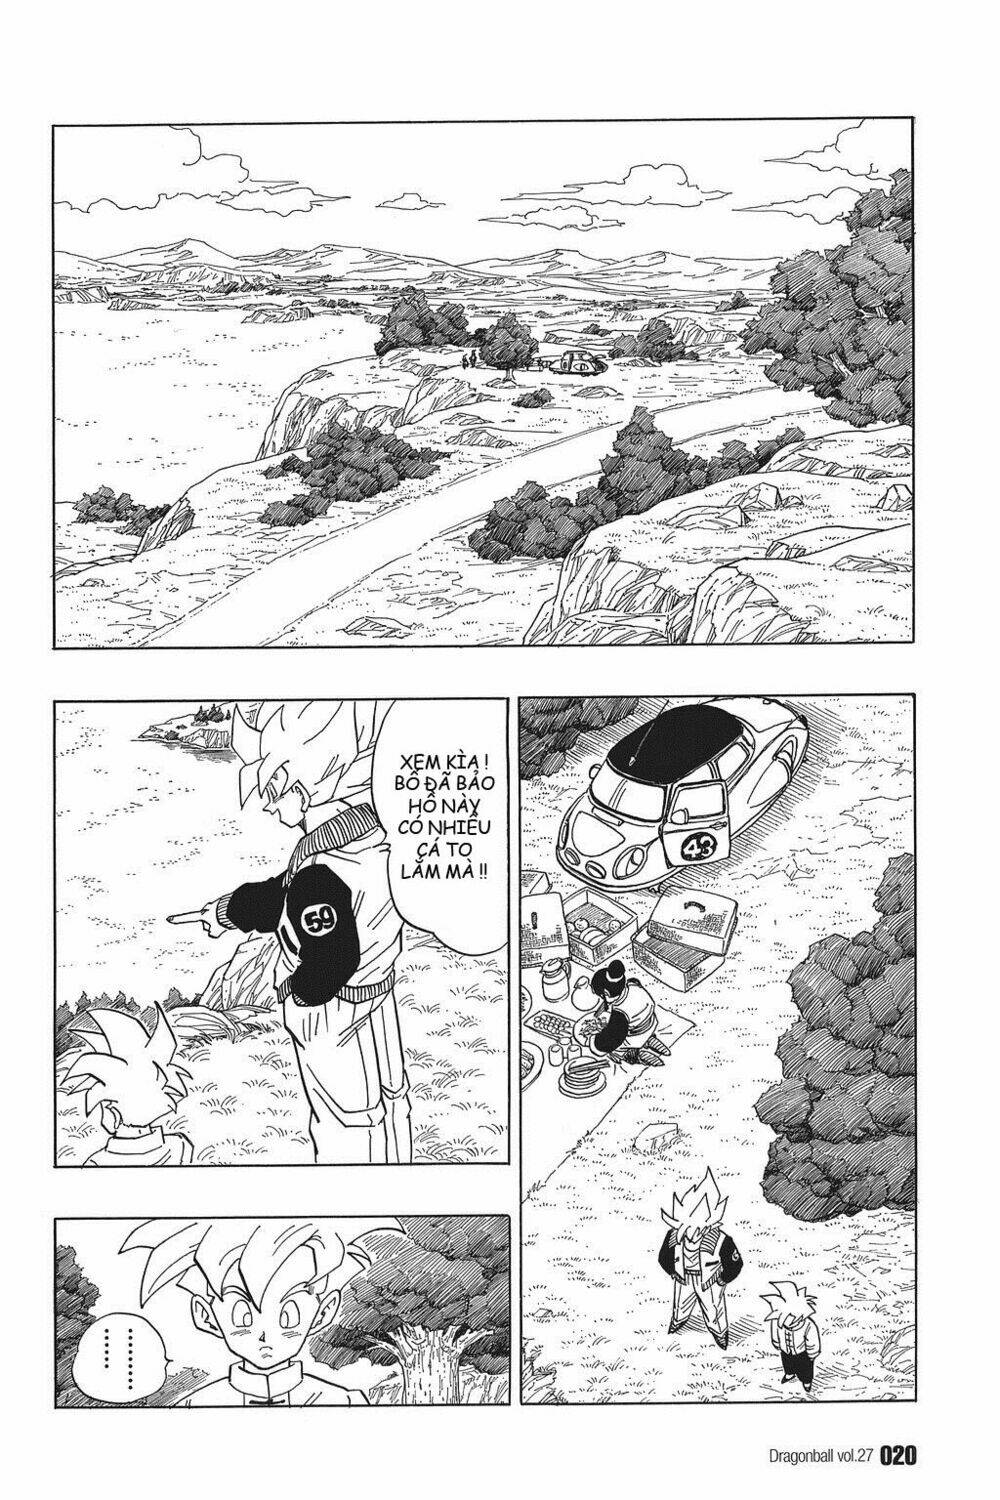 43
XEM KÌA !
BỐ ĐÃ BẢO
HỒ NÀY
CÓ NHIỀU
CÁ TO
LẮM MÀ !!
59
Dragonball vol.27 020